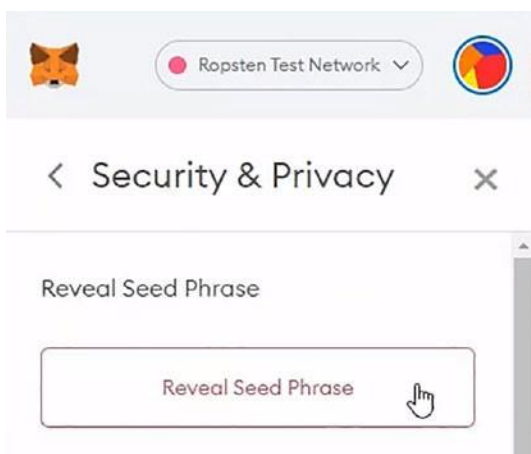 Ropsten Test Network
Security & Privacy
Reveal Seed Phrase
Reveal Seed Phrase